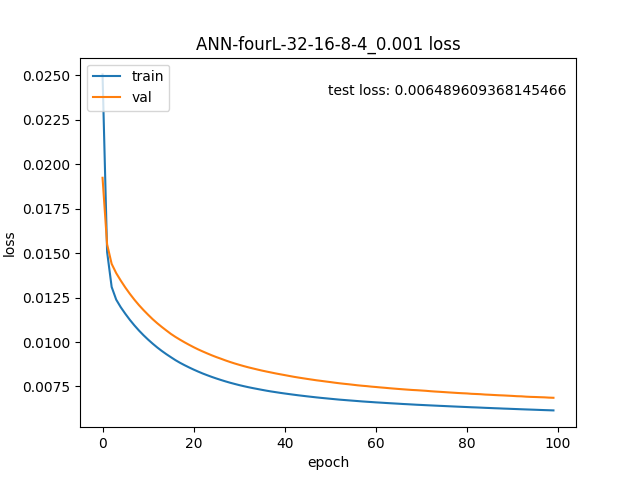 ANN-fourL-32-16-8-4_0.001 loss
train
val
test loss: 0.006489609368145466
0.0250
0.0225
0.0200
0.0175
0.0150
0.0125
0.0100
0.0075
loss
0 20 40 60 80 100
epoch